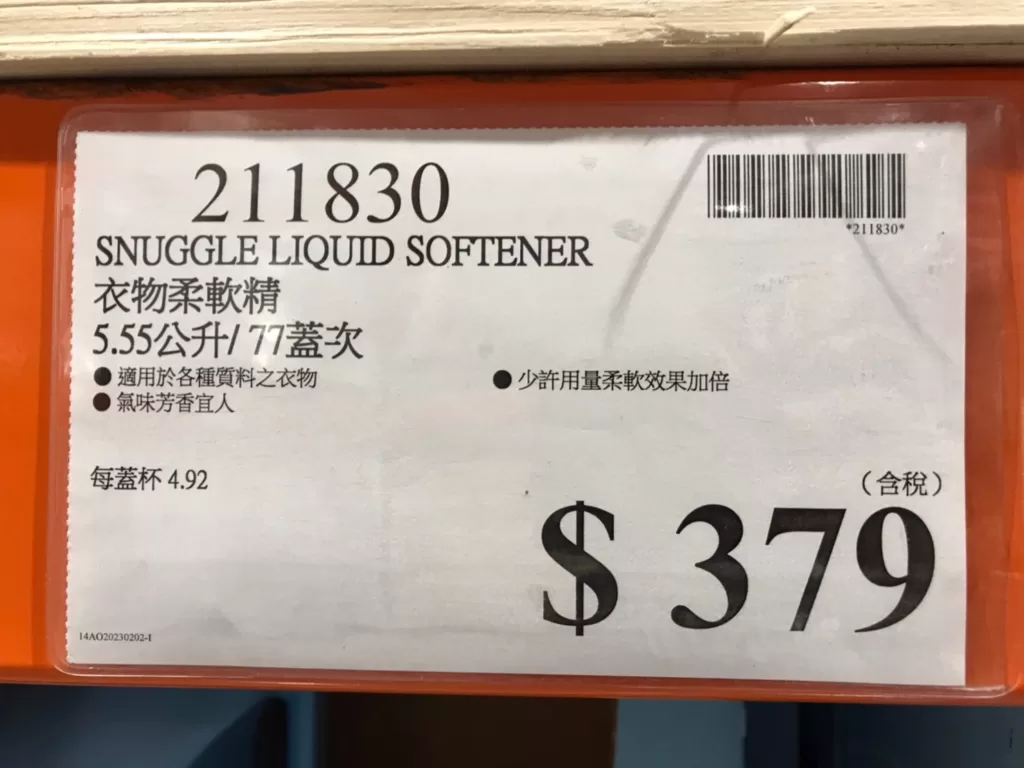 211830
*211830*
SNUGGLE LIQUID SOFTENER
衣物柔軟精
5.55公升/ 77蓋次
● 適用於各種質料之衣物
● 少許用量柔軟效果加倍
● 氣味芳香宜人
每蓋杯 4.92
（含稅）
$ 379
14AO20230202-1